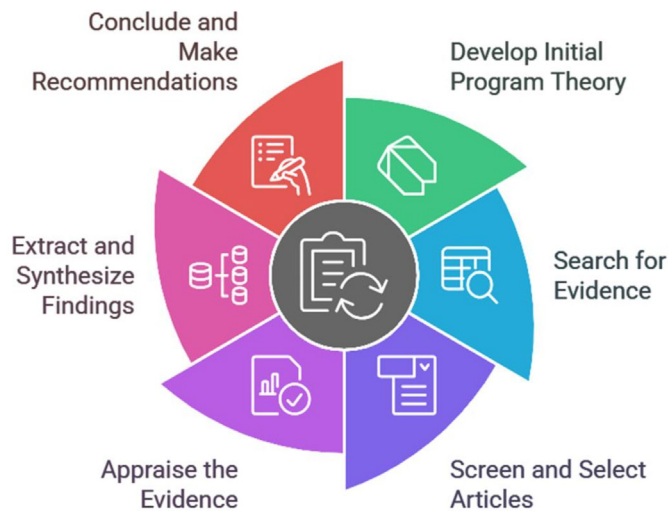 Conclude and
Make
Recommendations
Develop Initial
Program Theory
Search for
Evidence
Screen and Select
Articles
Appraise the
Evidence
Extract and
Synthesize
Findings